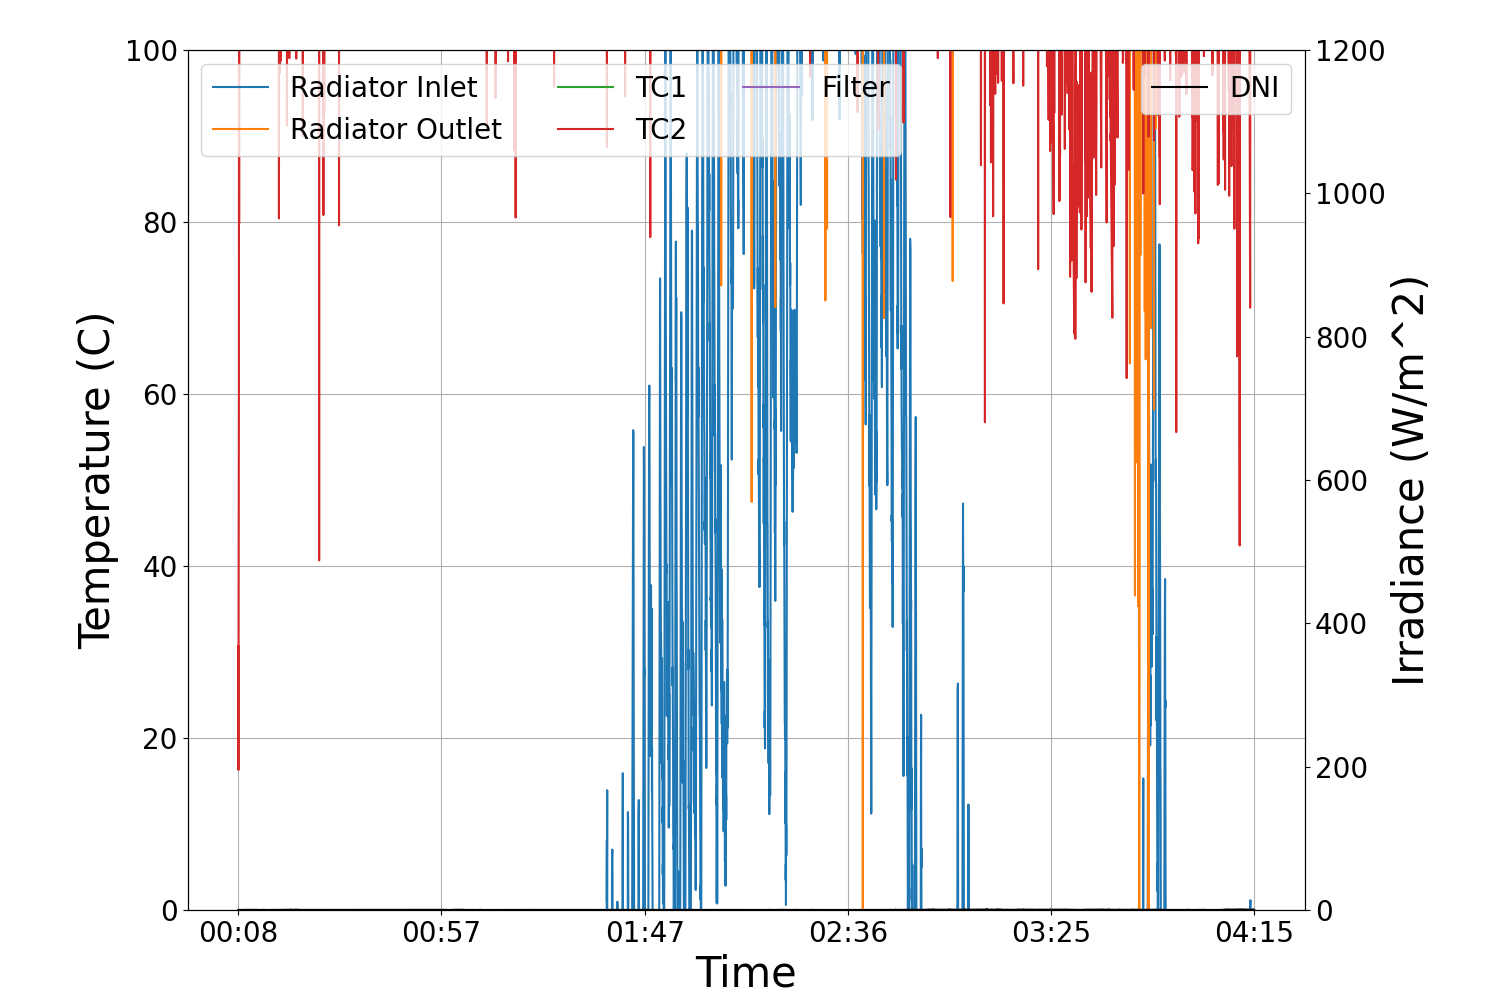 100
80
60
40
20
0
Temperature (C)
Radiator Inlet
Radiator Outlet
TC1
TC2
Filter
DNI
1200
1000
800
600
400
200
0
Irradiance (W/m^2)
00:08 00:57 01:47 02:36 03:25 04:15
Time